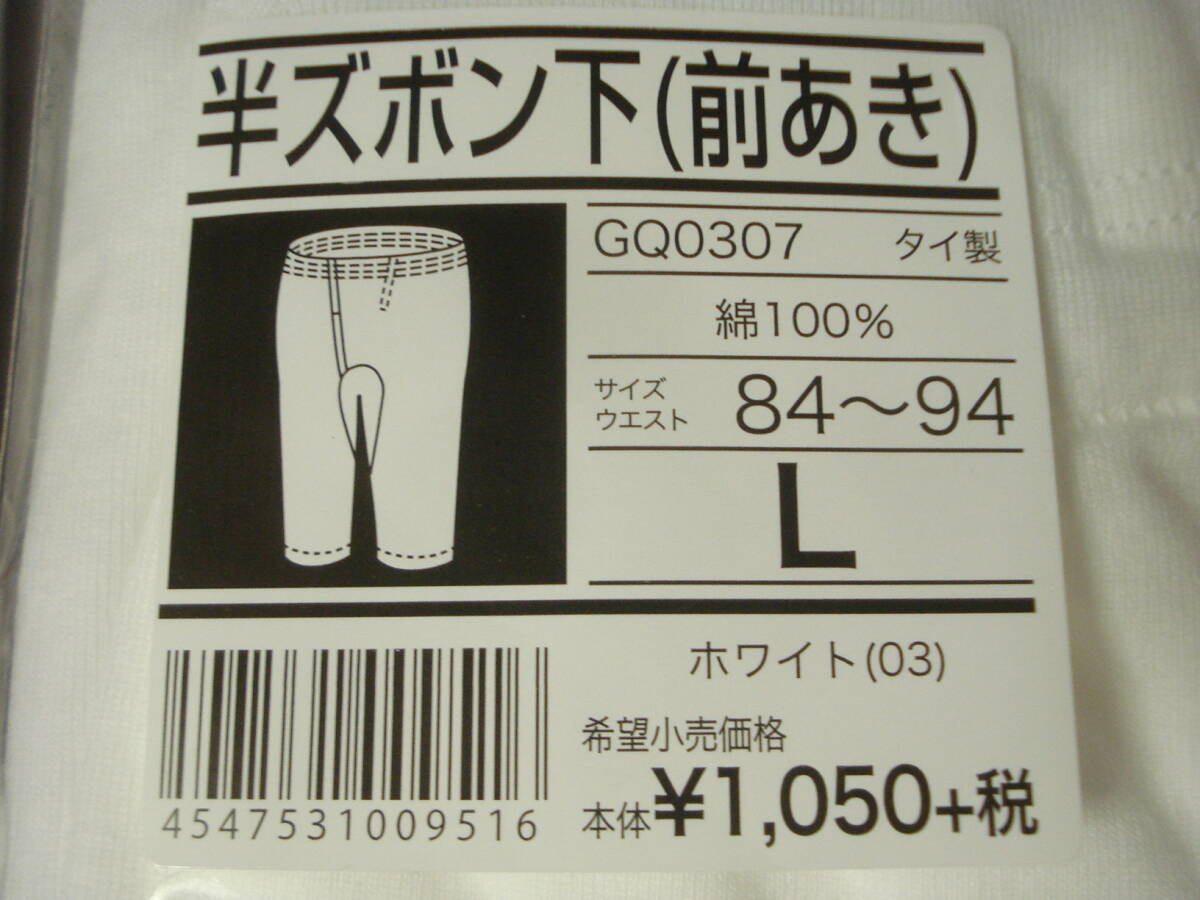 半ズボン下(前あき)
GQ0307 タイ製
綿100%
サイズ
ウエスト 84～94
L
ホワイト(03)
希望小売価格
本体¥1,050+税
4547531009516